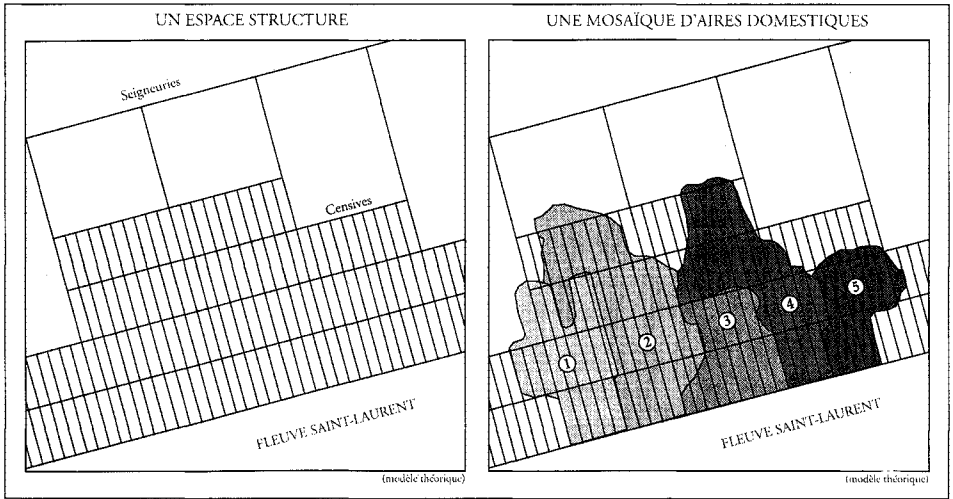 UN ESPACE STRUCTURE
Seigneuries
Censives
FLEUVE SAINT-LAURENT
(modèle théorique)
UNE MOSAÏQUE D'AIRES DOMESTIQUES
1
2
3
4
5
FLEUVE SAINT-LAURENT
(modèle théorique)